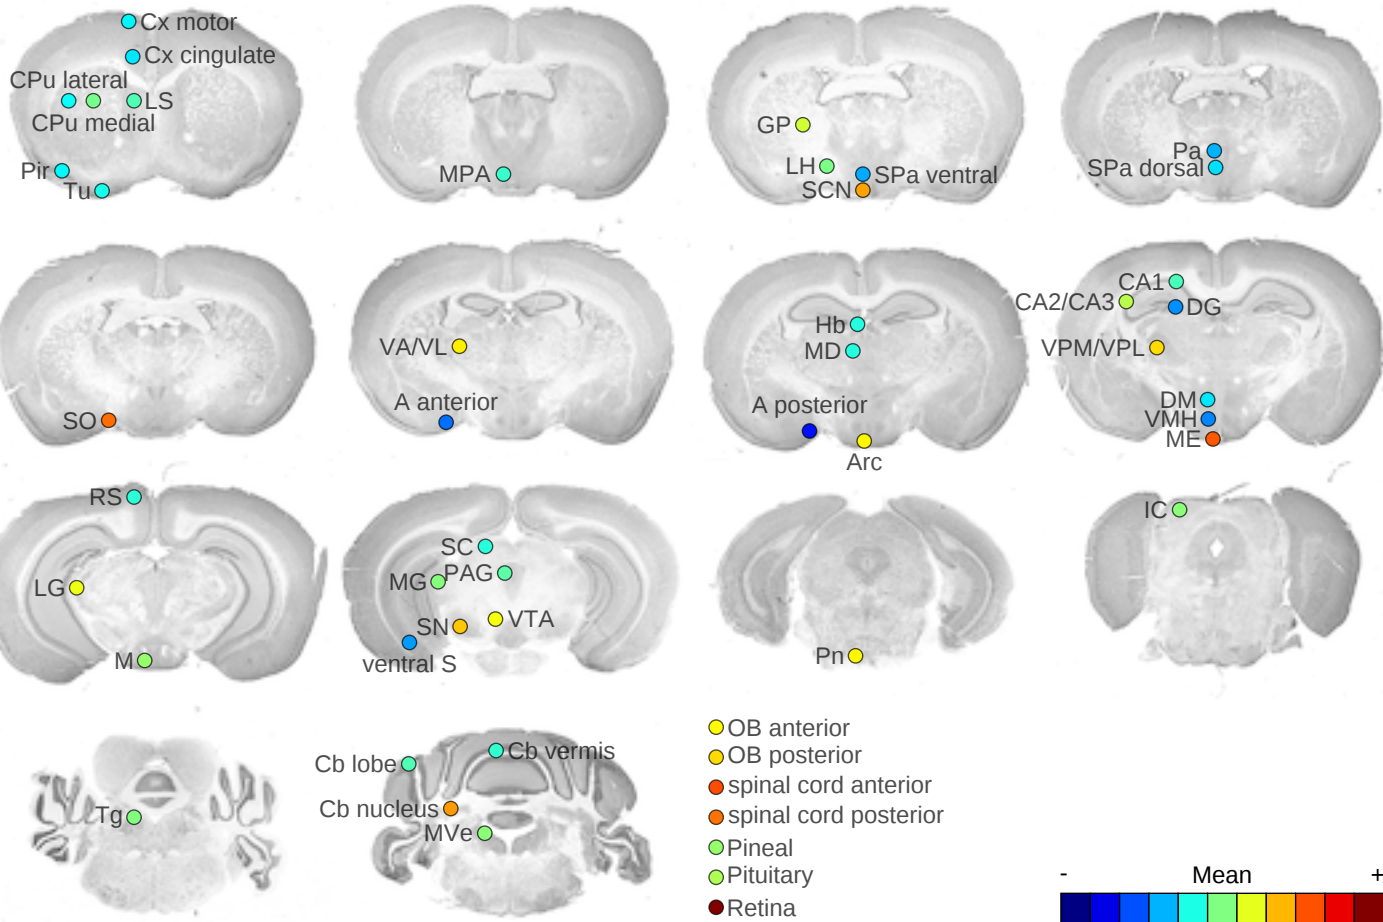 Cx motor
Cx cingulate
CPu lateral
LS
CPu medial
Pir
Tu
MPA
GP
LH
SPa ventral
SCN
Pa
SPa dorsal
SO
VA/VL
A anterior
Hb
MD
A posterior
Arc
CA1
CA2/CA3
DG
VPM/VPL
DM
VMH
ME
RS
LG
M
SC
PAG
MG
SN
VTA
ventral S
Pn
IC
Tg
Cb lobe
Cb vermis
Cb nucleus
MVe
OB anterior
OB posterior
spinal cord anterior
spinal cord posterior
Pineal
Pituitary
Retina
- Mean +